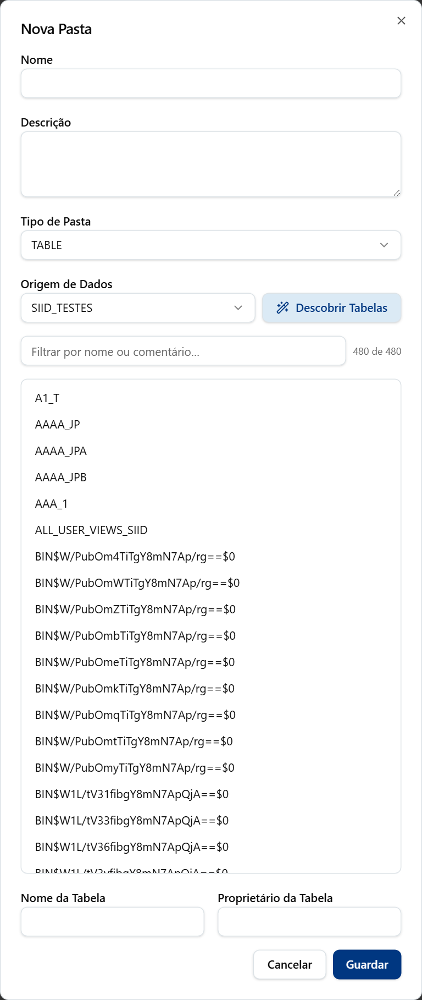 Nova Pasta
Nome
Descrição
Tipo de Pasta
TABLE
Origem de Dados
SIID_TESTES
Descobrir Tabelas
Filtrar por nome ou comentário...
480 de 480
A1_T
AAAA_JP
AAAA_JPA
AAAA_JPB
AAA_1
ALL_USER_VIEWS_SIID
BIN$W/PubOm4TiTgY8mN7Ap/rg==$0
BIN$W/PubOmWTiTgY8mN7Ap/rg==$0
BIN$W/PubOmZTiTgY8mN7Ap/rg==$0
BIN$W/PubOmbTiTgY8mN7Ap/rg==$0
BIN$W/PubOmeTiTgY8mN7Ap/rg==$0
BIN$W/PubOmkTiTgY8mN7Ap/rg==$0
BIN$W/PubOmqTiTgY8mN7Ap/rg==$0
BIN$W/PubOmtTiTgY8mN7Ap/rg==$0
BIN$W/PubOmyTiTgY8mN7Ap/rg==$0
BIN$W1L/tV31fibgY8mN7ApQjA==$0
BIN$W1L/tV33fibgY8mN7ApQjA==$0
BIN$W1L/tV36fibgY8mN7ApQjA==$0
Nome da Tabela
Proprietário da Tabela
Cancelar
Guardar